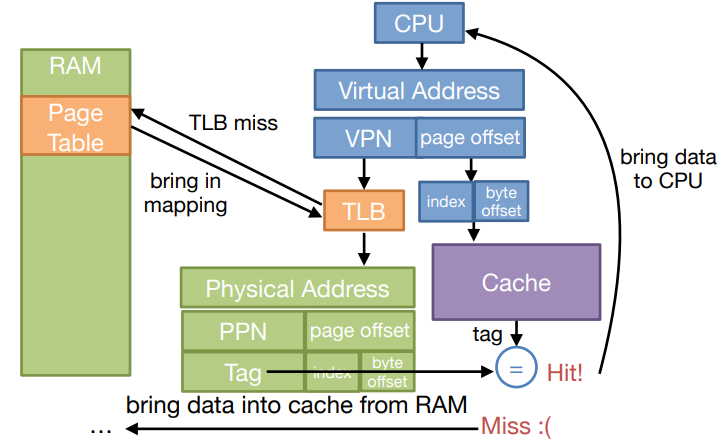 CPU
RAM
Virtual Address
Page
Table
TLB miss
VPN
page offset
bring data
to CPU
bring in
mapping
index
byte
offset
TLB
Cache
Physical Address
PPN
page offset
tag
Tag
index
byte
offset
=
Hit!
bring data into cache from RAM
...
Miss :(